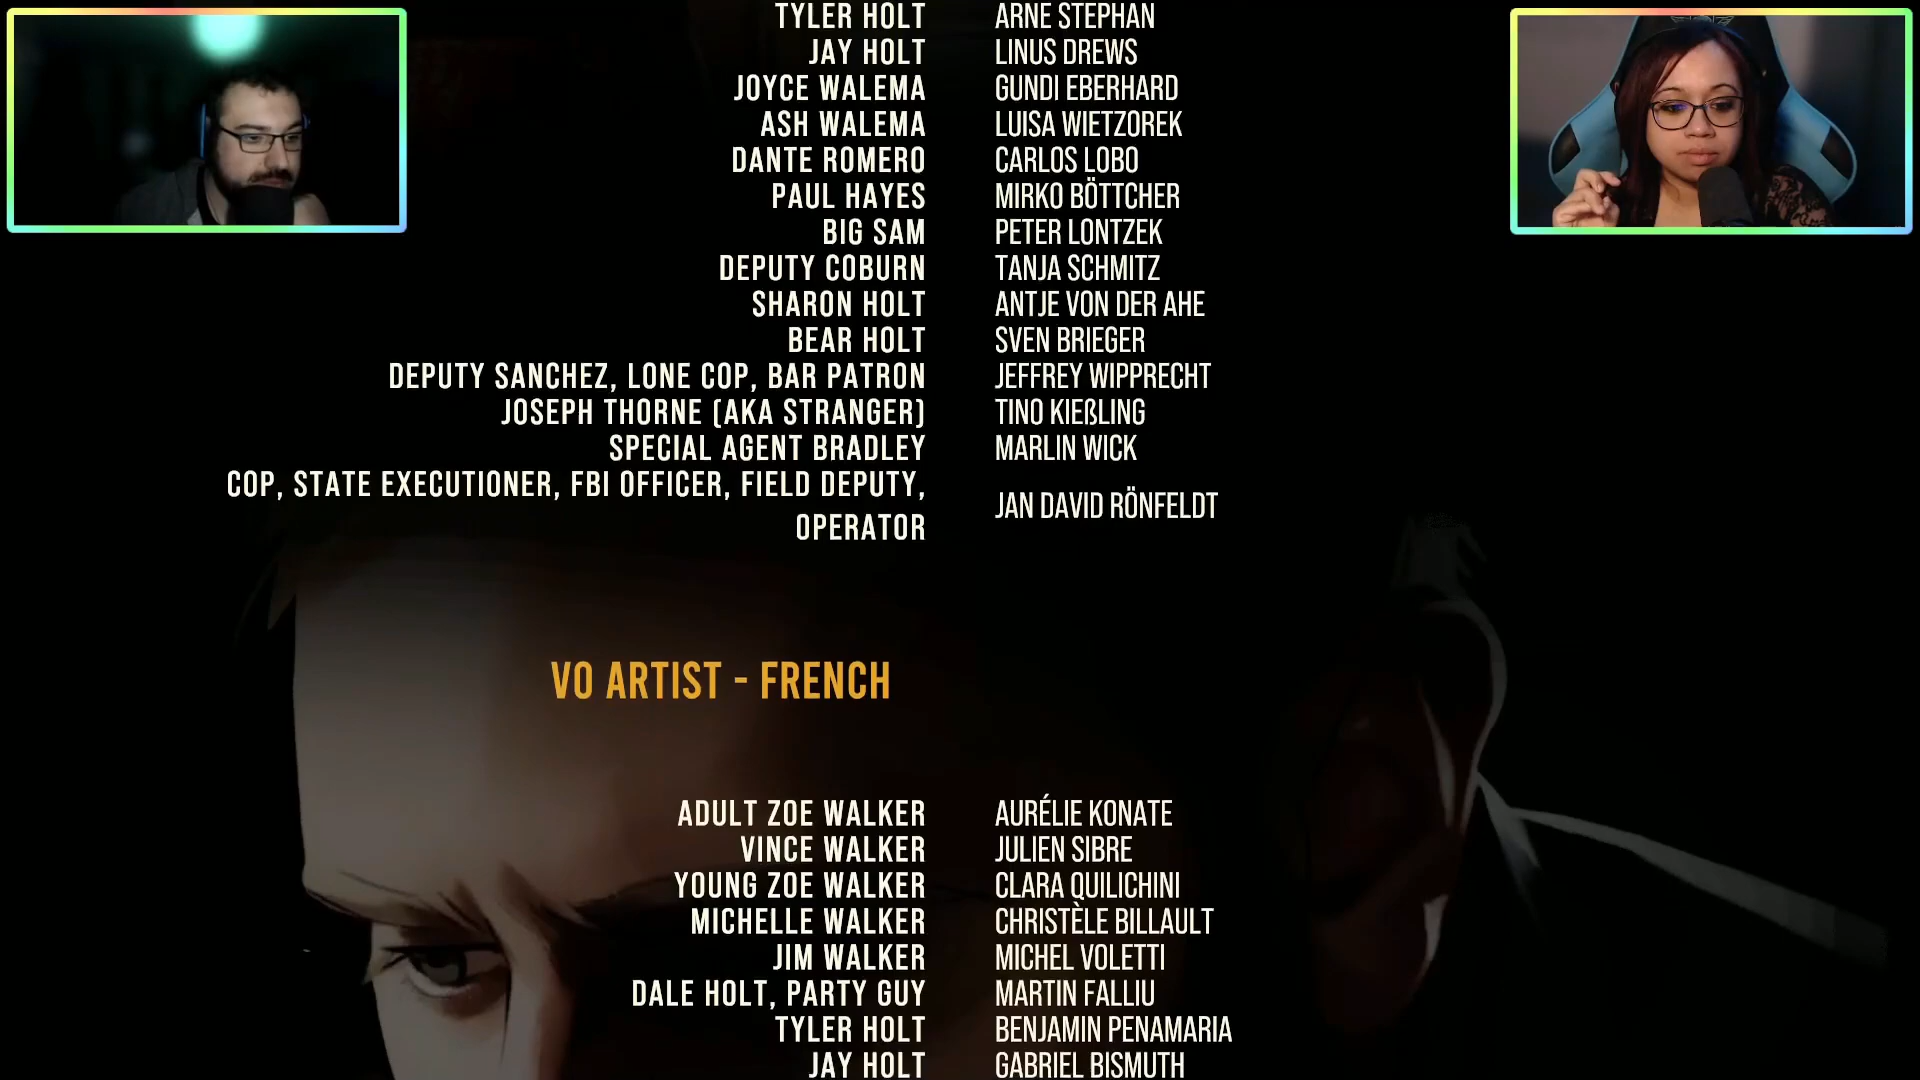 TYLER HOLT ARNE STEPHAN
JAY HOLT LINUS DREWS
JOYCE WALEMA GUNDI EBERHARD
ASH WALEMA LUISA WIETZOREK
DANTE ROMERO CARLOS LOBO
PAUL HAYES MIRKO BÖTTCHER
BIG SAM PETER LONTZEK
DEPUTY COBURN TANJA SCHMITZ
SHARON HOLT ANTJE VON DER AHE
BEAR HOLT SVEN BRIEGER
DEPUTY SANCHEZ, LONE COP, BAR PATRON JEFFREY WIPPRECHT
JOSEPH THORNE (AKA STRANGER) TINO KIEßLING
SPECIAL AGENT BRADLEY MARLIN WICK
COP, STATE EXECUTIONER, FBI OFFICER, FIELD DEPUTY,
OPERATOR JAN DAVID RÖNFELDT
VO ARTIST - FRENCH
ADULT ZOE WALKER AURÉLIE KONATE
VINCE WALKER JULIEN SIBRE
YOUNG ZOE WALKER CLARA QUILICHINI
MICHELLE WALKER CHRISTÈLE BILLAULT
JIM WALKER MICHEL VOLETTI
DALE HOLT, PARTY GUY MARTIN FALLIU
TYLER HOLT BENJAMIN PENAMARIA
JAY HOLT GABRIEL BISMUTH